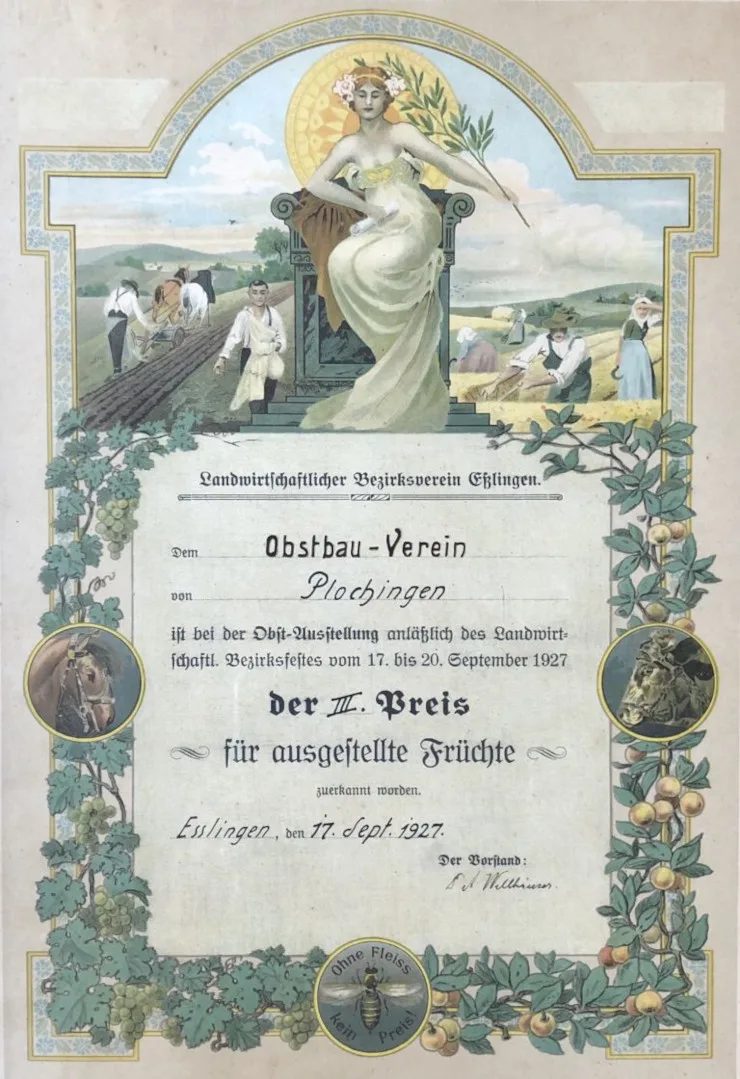 Landwirtſchaftlicher Bezirksverein Eßlingen.
Dem Obstbau-Verein
von Plochingen
iſt bei der Obſt-Ausſtellung anläßlich des Landwirt-
ſchaftl. Bezirksfeſtes vom 17. bis 20. September 1927
der III. Preis
für ausgeſtellte Früchte
zuerkannt worden.
Esslingen, den 17. Sept. 1927.
Der Vorſtand:
Ohne Fleiss
kein Preis!